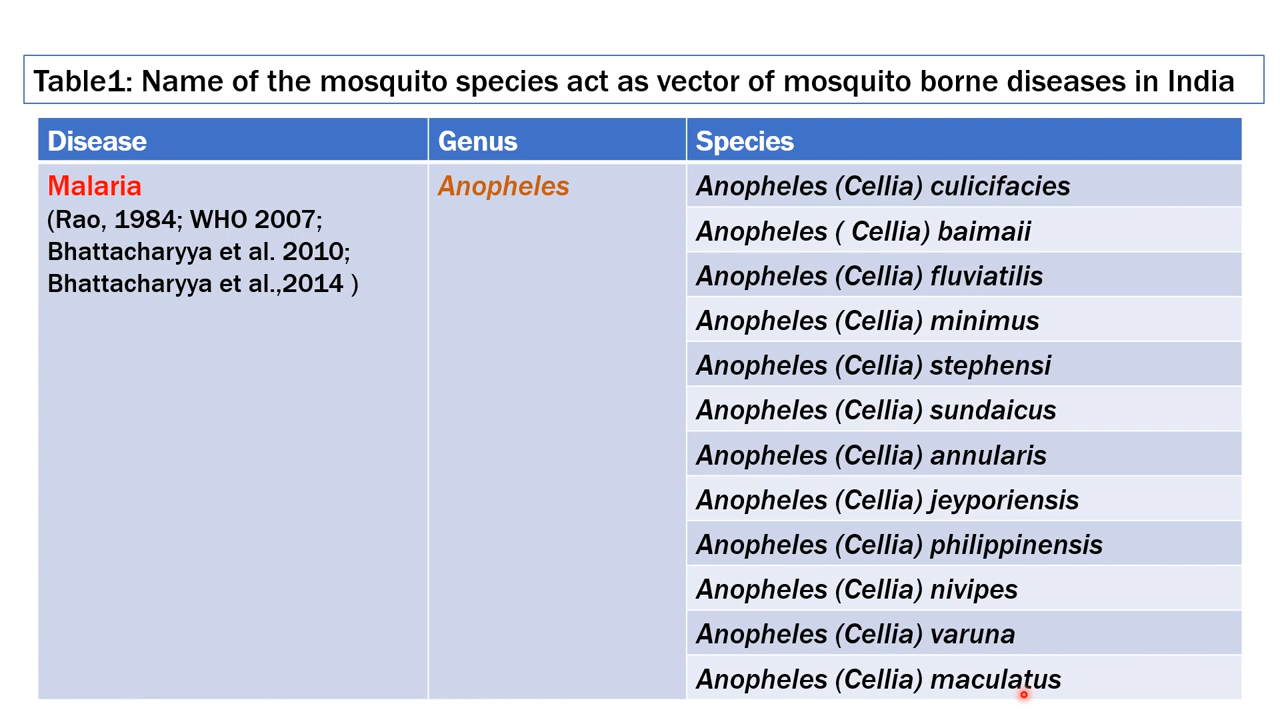 Table1: Name of the mosquito species act as vector of mosquito borne diseases in India
Disease Genus Species
Malaria Anopheles Anopheles (Cellia) culicifacies
(Rao, 1984; WHO 2007;
Bhattacharyya et al. 2010;
Bhattacharyya et al.,2014 )
Anopheles ( Cellia) baimaii
Anopheles (Cellia) fluviatilis
Anopheles (Cellia) minimus
Anopheles (Cellia) stephensi
Anopheles (Cellia) sundaicus
Anopheles (Cellia) annularis
Anopheles (Cellia) jeyporiensis
Anopheles (Cellia) philippinensis
Anopheles (Cellia) nivipes
Anopheles (Cellia) varuna
Anopheles (Cellia) maculatus